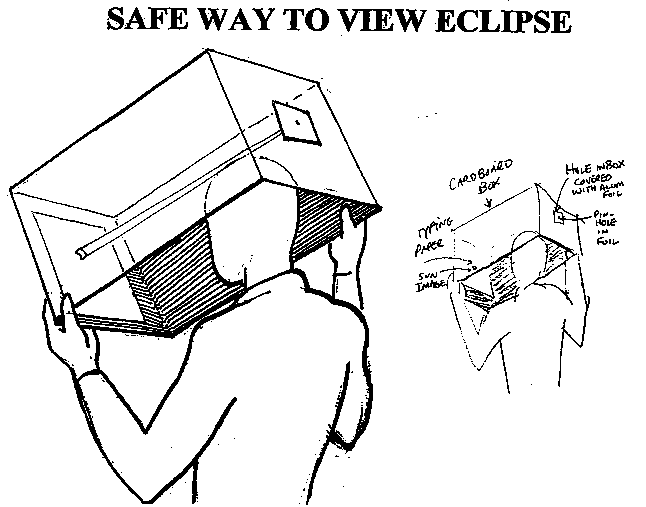 SAFE WAY TO VIEW ECLIPSE
CARDBOARD
BOX
HOLE IN BOX
COVERED
WITH ALUM
FOIL
PIN
HOLE
IN
FOIL
TYPING
PAPER
SUN
IMAGE